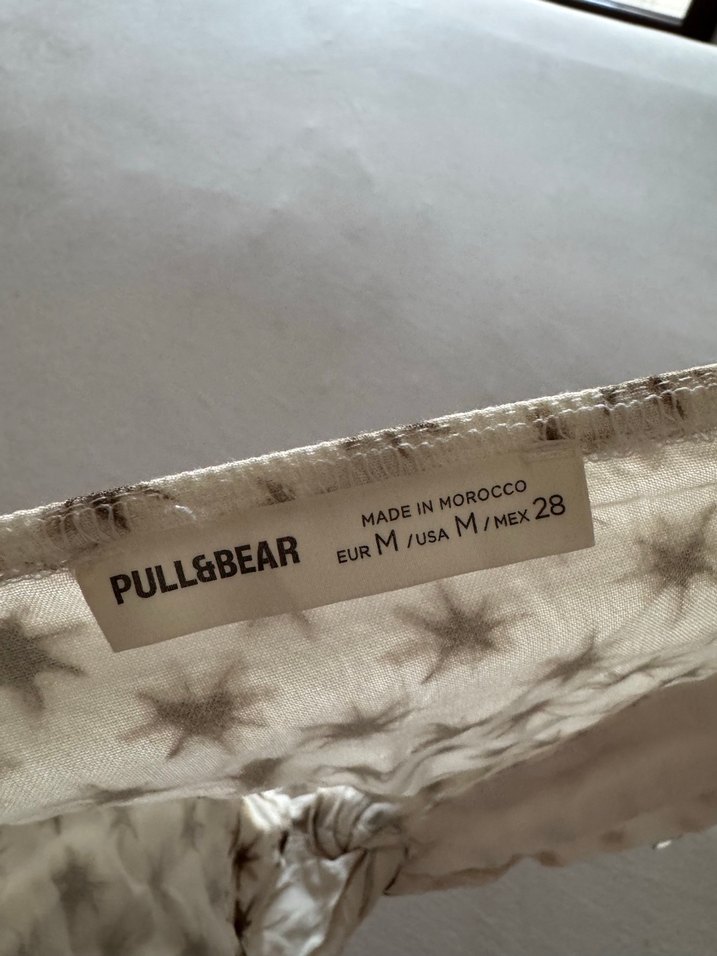 PULL&BEAR
MADE IN MOROCCO
EUR M /USA M / MEX 28